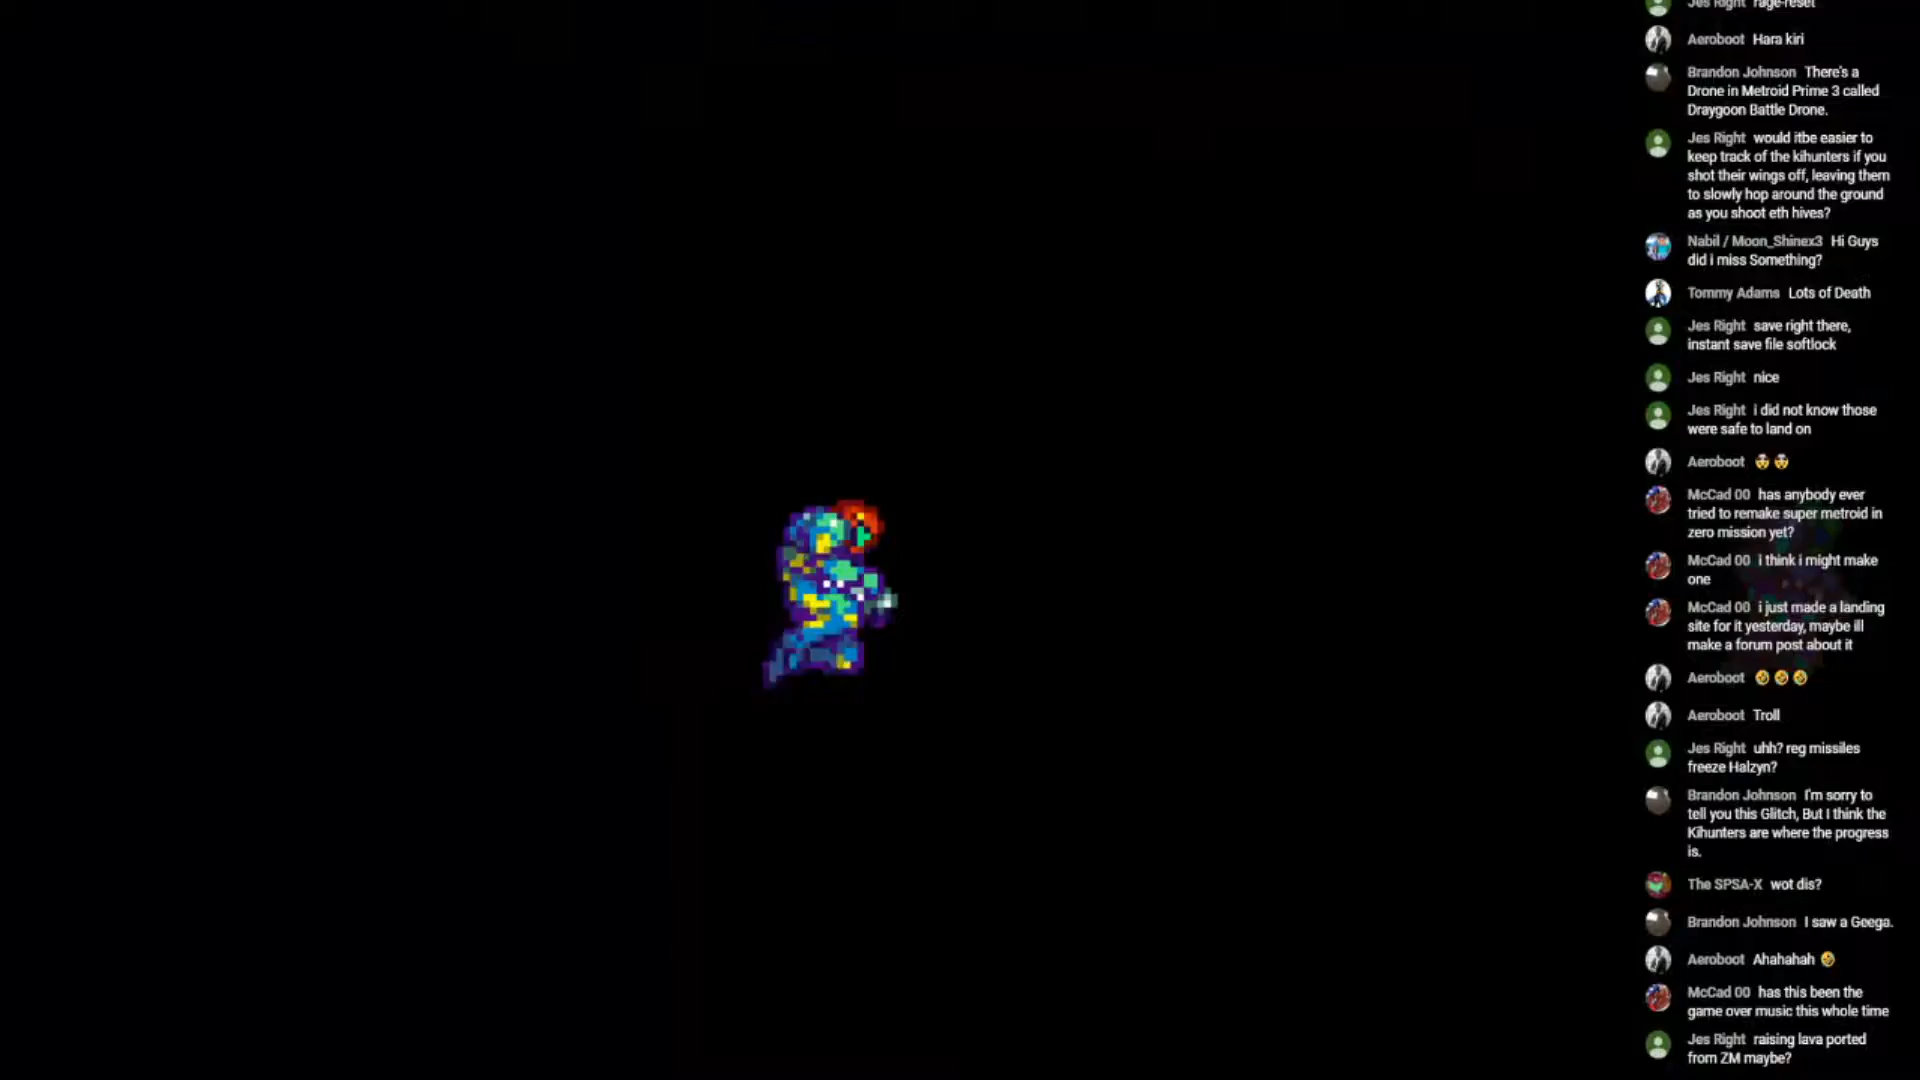 Jes Right rage-reset
Aeroboot Hara kiri
Brandon Johnson There's a
Drone in Metroid Prime 3 called
Draygoon Battle Drone.
Jes Right would itbe easier to
keep track of the kihunters if you
shot their wings off, leaving them
to slowly hop around the ground
as you shoot eth hives?
Nabil / Moon_Shinex3 Hi Guys
did i miss Something?
Tommy Adams Lots of Death
Jes Right save right there,
instant save file softlock
Jes Right nice
Jes Right i did not know those
were safe to land on
Aeroboot 🤯🤯
McCad 00 has anybody ever
tried to remake super metroid in
zero mission yet?
McCad 00 i think i might make
one
McCad 00 i just made a landing
site for it yesterday, maybe ill
make a forum post about it
Aeroboot 🤣🤣🤣
Aeroboot Troll
Jes Right uhh? reg missiles
freeze Halzyn?
Brandon Johnson I'm sorry to
tell you this Glitch, But I think the
Kihunters are where the progress
is.
The SPSA-X wot dis?
Brandon Johnson I saw a Geega.
Aeroboot Ahahahah 🤣
McCad 00 has this been the
game over music this whole time
Jes Right raising lava ported
from ZM maybe?